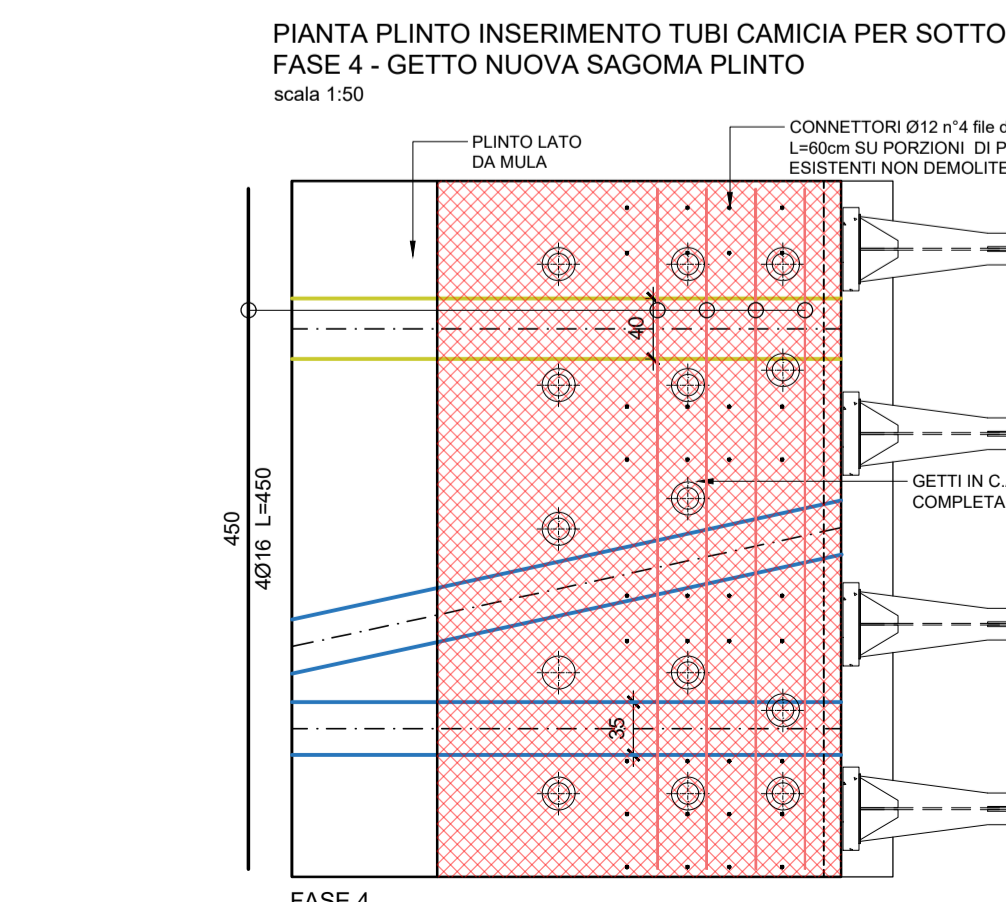 PIANTA PLINTO INSERIMENTO TUBI CAMICIA PER SOTTO
FASE 4 - GETTO NUOVA SAGOMA PLINTO
scala 1:50
CONNETTORI Ø12 n°4 file
L=60cm SU PORZIONI DI
ESISTENTI NON DEMOLITE
PLINTO LATO
DA MULA
40
450
4Ø16 L=450
GETTI IN C.
COMPLETA
35
FASE 4